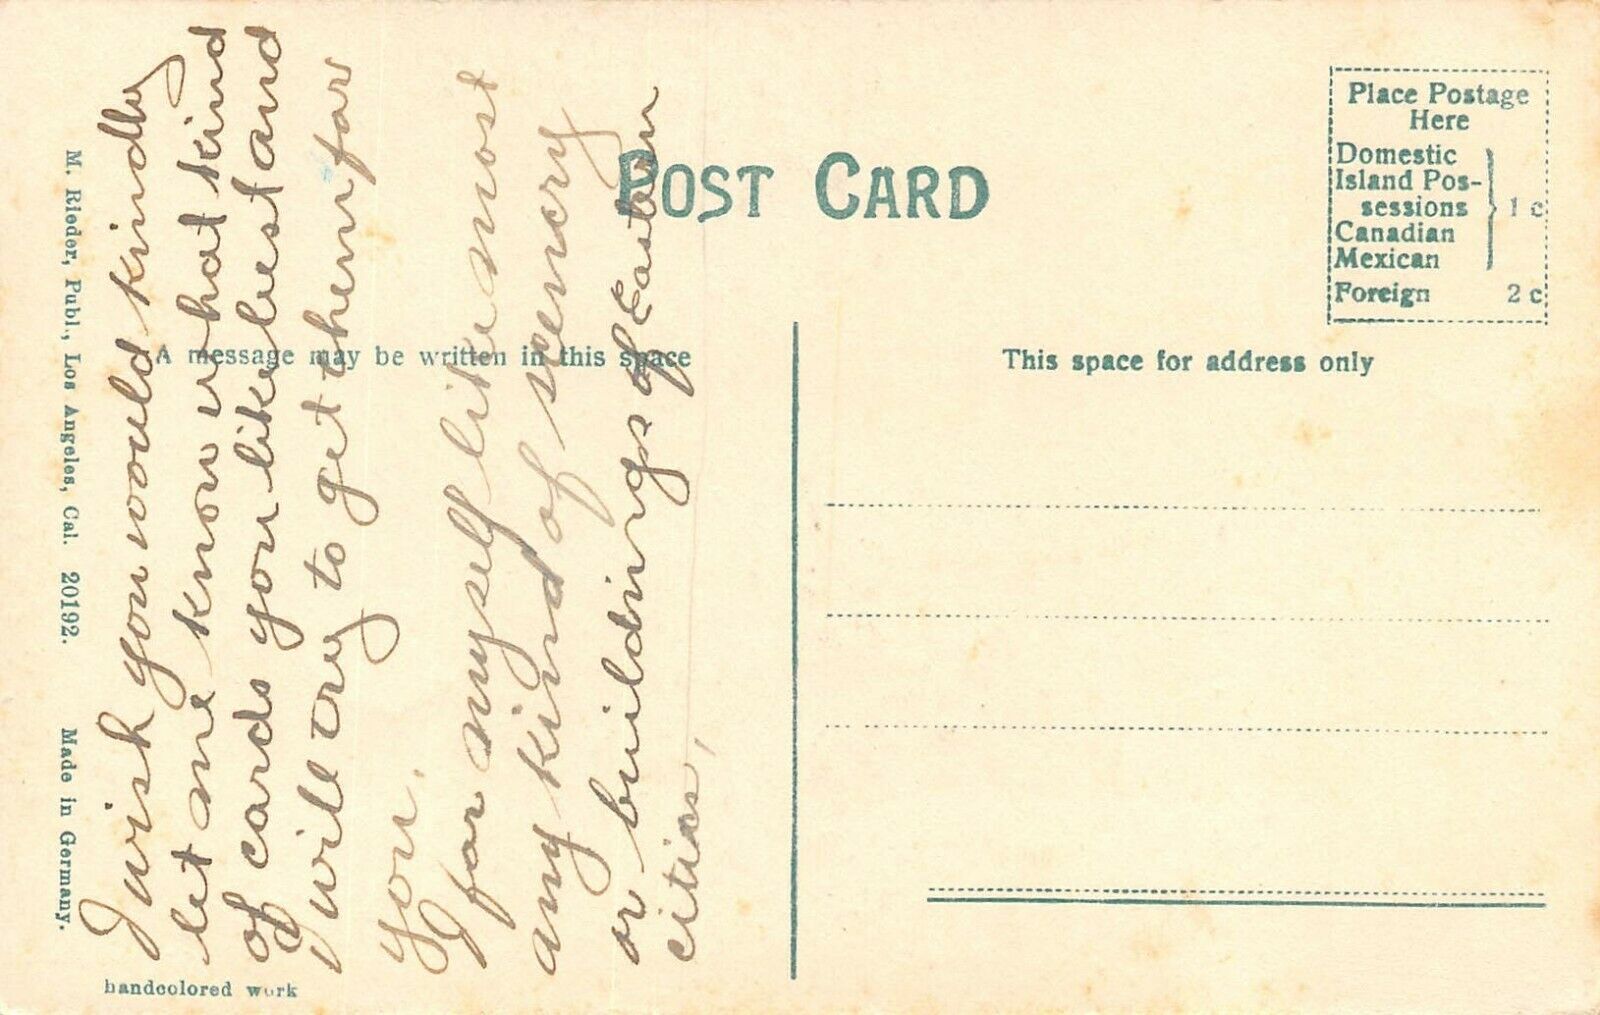 I wish you would kindly
let me know what kind
of cards you like best and
I will try to get them for
you.
I for myself like most
any kind of scenery
or buildings of Eastern
cities,
POST CARD
Place Postage
Here
Domestic
Island Pos-
sessions
Canadian
Mexican
1 c
Foreign 2 c
A message may be written in this space
This space for address only
M. Rieder, Publ., Los Angeles, Cal. 20192. Made in Germany.
handcolored work